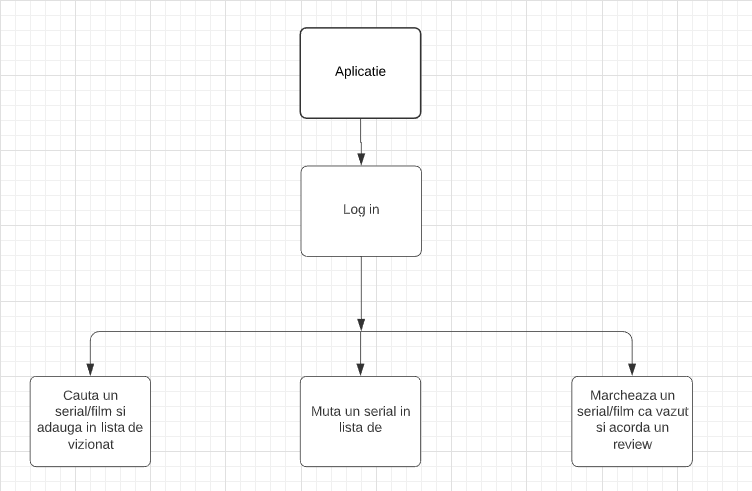 Aplicatie
Log in
Cauta un
serial/film si
adauga in lista de
vizionat
Muta un serial in
lista de
Marcheaza un
serial/film ca vazut
si acorda un
review